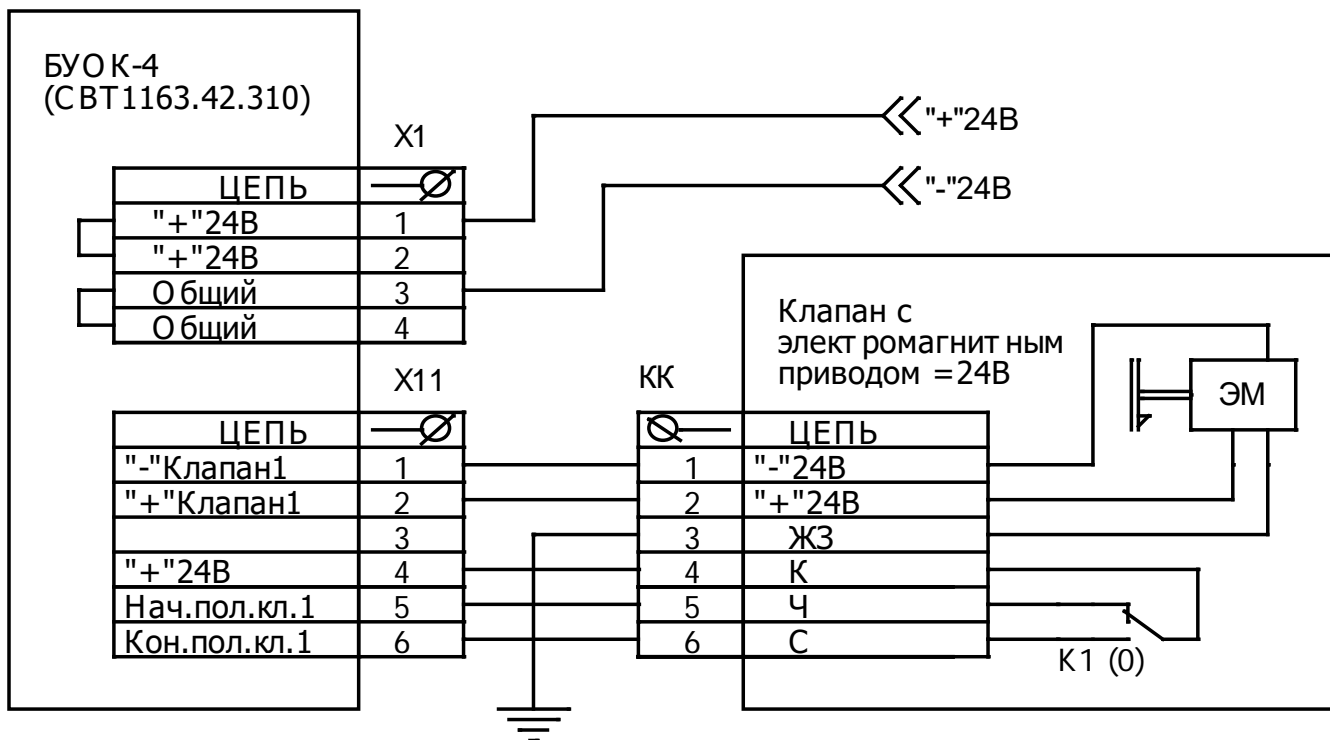 БУОК-4
(СВТ1163.42.310)
X1
"+"24В
"-"24В
ЦЕПЬ
"+"24В 1
"+"24В 2
Общий 3
Общий 4
Клапан с
электромагнитным
приводом =24В
ЭМ
X11
КК
ЦЕПЬ
ЦЕПЬ
"-"Клапан1 1
1 "-"24В
"+"Клапан1 2
2 "+"24В
3
3 ЖЗ
"+"24В 4
4 К
Нач.пол.кл.1 5
5 Ч
Кон.пол.кл.1 6
6 С
К1 (0)